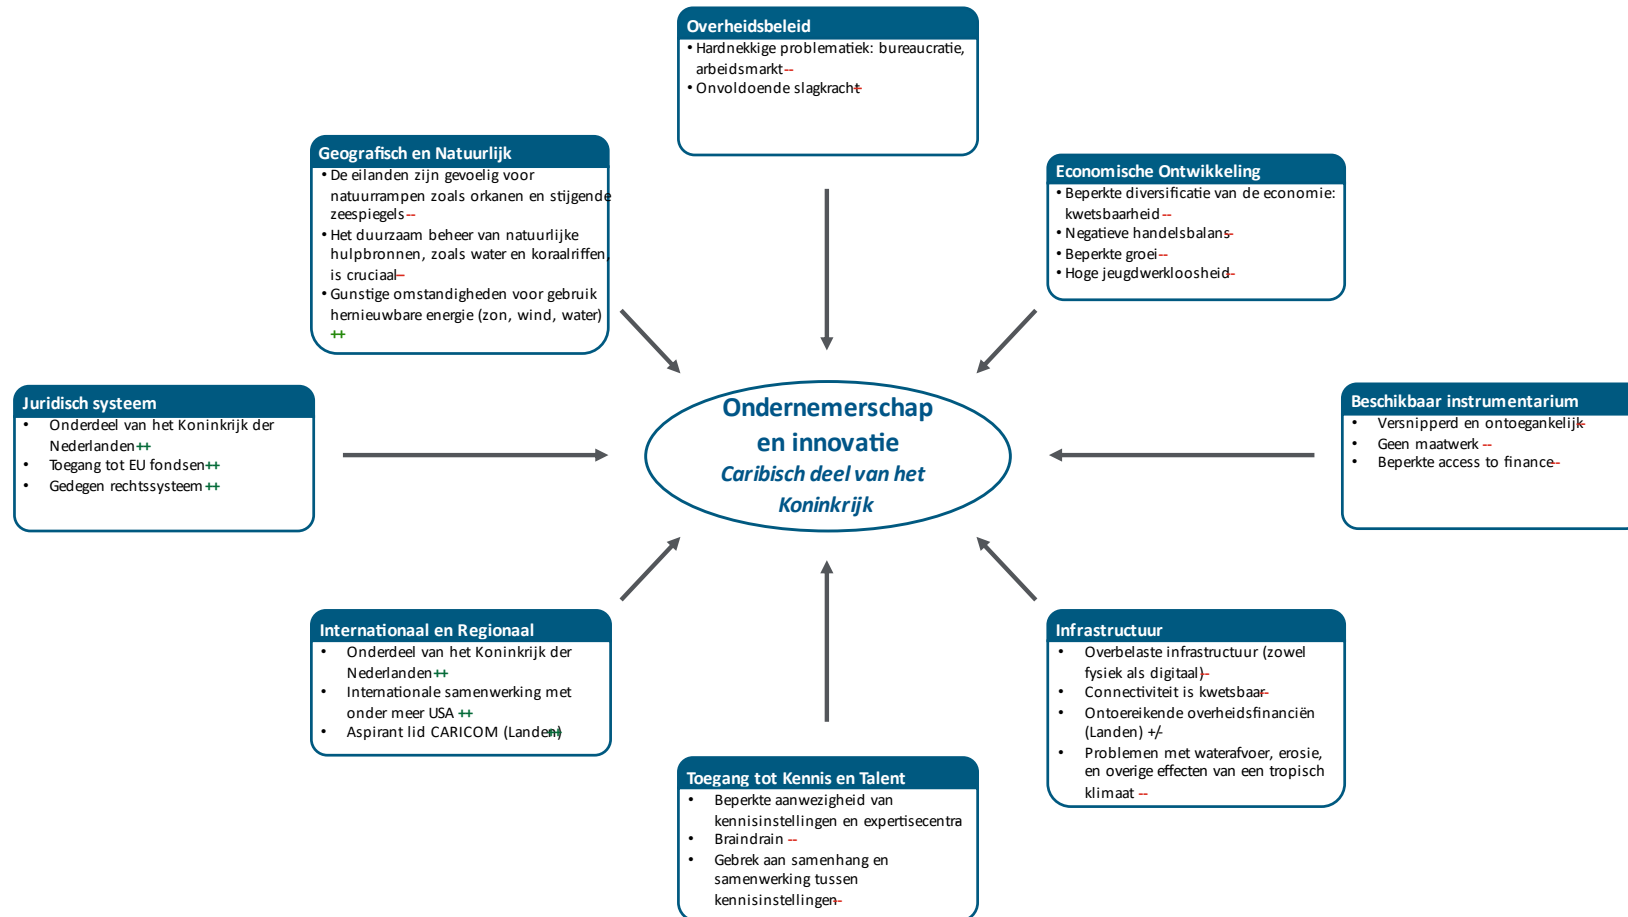 Overheidsbeleid
• Hardnekkige problematiek: bureaucratie,
arbeidsmarkt--
• Onvoldoende slagkracht--
Geografisch en Natuurlijk
• De eilanden zijn gevoelig voor
natuurrampen zoals orkanen en stijgende
zeespiegels--
• Het duurzaam beheer van natuurlijke
hulpbronnen, zoals water en koraalriffen,
is cruciaal--
• Gunstige omstandigheden voor gebruik
hernieuwbare energie (zon, wind, water)
++
Economische Ontwikkeling
• Beperkte diversificatie van de economie:
kwetsbaarheid --
• Negatieve handelsbalans--
• Beperkte groei--
• Hoge jeugdwerkloosheid--
Juridisch systeem
• Onderdeel van het Koninkrijk der
Nederlanden++
• Toegang tot EU fondsen++
• Gedegen rechtssysteem++
Ondernemerschap
en innovatie
Caribisch deel van het
Koninkrijk
Beschikbaar instrumentarium
• Versnipperd en ontoegankelijk--
• Geen maatwerk --
• Beperkte access to finance--
Internationaal en Regionaal
• Onderdeel van het Koninkrijk der
Nederlanden++
• Internationale samenwerking met
onder meer USA ++
• Aspirant lid CARICOM (Landen)++
Infrastructuur
• Overbelaste infrastructuur (zowel
fysiek als digitaal)--
• Connectiviteit is kwetsbaar--
• Ontoereikende overheidsfinanciën
(Landen) +/-
• Problemen met waterafvoer, erosie,
en overige effecten van een tropisch
klimaat --
Toegang tot Kennis en Talent
• Beperkte aanwezigheid van
kennisinstellingen en expertisecentra
• Braindrain --
• Gebrek aan samenhang en
samenwerking tussen
kennisinstellingen--